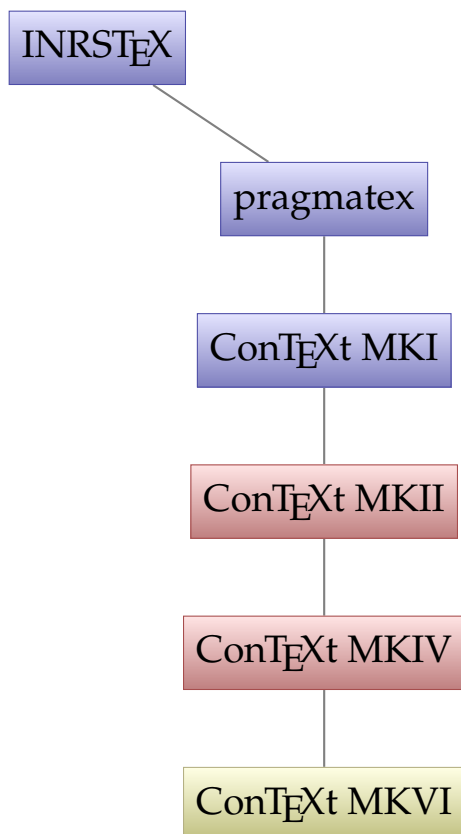 INRSTEX
pragmatex
ConTEXt MKI
ConTEXt MKII
ConTEXt MKIV
ConTEXt MKVI